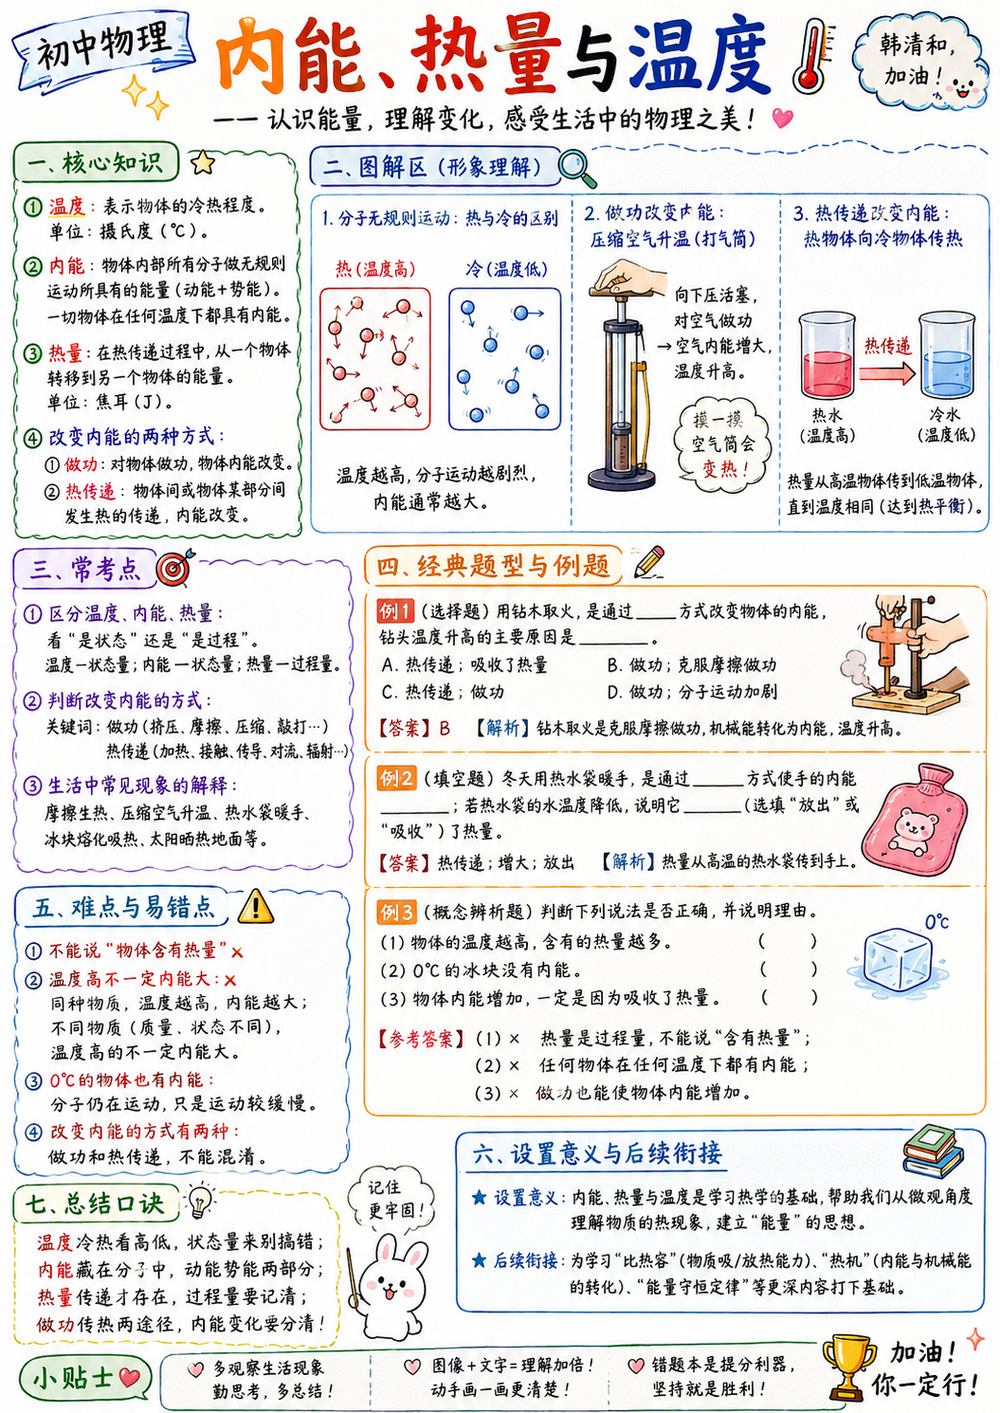 初中物理
内能、热量与温度
—— 认识能量，理解变化，感受生活中的物理之美！
韩清和，
加油！
一、核心知识
① 温度：表示物体的冷热程度。
单位：摄氏度（℃）。
② 内能：物体内部所有分子做无规则
运动所具有的能量（动能＋势能）。
一切物体在任何温度下都具有内能。
③ 热量：在热传递过程中，从一个物体
转移到另一个物体的能量。
单位：焦耳（J）。
④ 改变内能的两种方式：
① 做功：对物体做功，物体内能改变。
② 热传递：物体间或物体某部分间
发生热的传递，内能改变。
二、图解区（形象理解）
1. 分子无规则运动：热与冷的区别
热（温度高）
冷（温度低）
温度越高，分子运动越剧烈，
内能通常越大。
2. 做功改变内能：
压缩空气升温（打气筒）
向下压活塞，
对空气做功
→空气内能增大，
温度升高。
摸一摸
空气筒会
变热！
3. 热传递改变内能：
热物体向冷物体传热
热传递
热水
（温度高）
冷水
（温度低）
热量从高温物体传到低温物体，
直到温度相同（达到热平衡）。
三、常考点
① 区分温度、内能、热量：
看“是状态”还是“是过程”。
温度—状态量；内能—状态量；热量—过程量。
② 判断改变内能的方式：
关键词：做功（挤压、摩擦、压缩、敲打…）
热传递（加热、接触、传导、对流、辐射…）
③ 生活中常见现象的解释：
摩擦生热、压缩空气升温、热水袋暖手、
冰块熔化吸热、太阳晒热地面等。
四、经典题型与例题
例1（选择题）用钻木取火，是通过____方式改变物体的内能，
钻头温度升高的主要原因是_______。
A. 热传递；吸收了热量 B. 做功；克服摩擦做功
C. 热传递；做功 D. 做功；分子运动加剧
【答案】B 【解析】钻木取火是克服摩擦做功，机械能转化为内能，温度升高。
例2（填空题）冬天用热水袋暖手，是通过_____方式使手的内能
_______；若热水袋的水温度降低，说明它______（选填“放出”或
“吸收”）了热量。
【答案】热传递；增大；放出 【解析】热量从高温的热水袋传到手上。
例3（概念辨析题）判断下列说法是否正确，并说明理由。
(1) 物体的温度越高，含有的热量越多。（ ）
(2) 0℃的冰块没有内能。（ ）
(3) 物体内能增加，一定是因为吸收了热量。（ ）
0℃
【参考答案】(1) × 热量是过程量，不能说“含有热量”；
(2) × 任何物体在任何温度下都有内能；
(3) × 做功也能使物体内能增加。
五、难点与易错点
① 不能说“物体含有热量”×
② 温度高不一定内能大：×
同种物质，温度越高，内能越大；
不同物质（质量、状态不同），
温度高的不一定内能大。
③ 0℃的物体也有内能：
分子仍在运动，只是运动较缓慢。
④ 改变内能的方式有两种：
做功和热传递，不能混淆。
六、设置意义与后续衔接
★ 设置意义：内能、热量与温度是学习热学的基础，帮助我们从微观角度
理解物质的热现象，建立“能量”的思想。
★ 后续衔接：为学习“比热容”（物质吸/放热能力）、“热机”（内能与机械能
的转化）、“能量守恒定律”等更深内容打下基础。
七、总结口诀
温度冷热看高低，状态量来别搞错；
内能藏在分子中，动能势能两部分；
热量传递才存在，过程量要记清；
做功传热两途径，内能变化要分清！
记住
更牢固！
小贴士
多观察生活现象
勤思考，多总结！
图像＋文字＝理解加倍！
动手画一画更清楚！
错题本是提分利器，
坚持就是胜利！
加油！
你一定行！